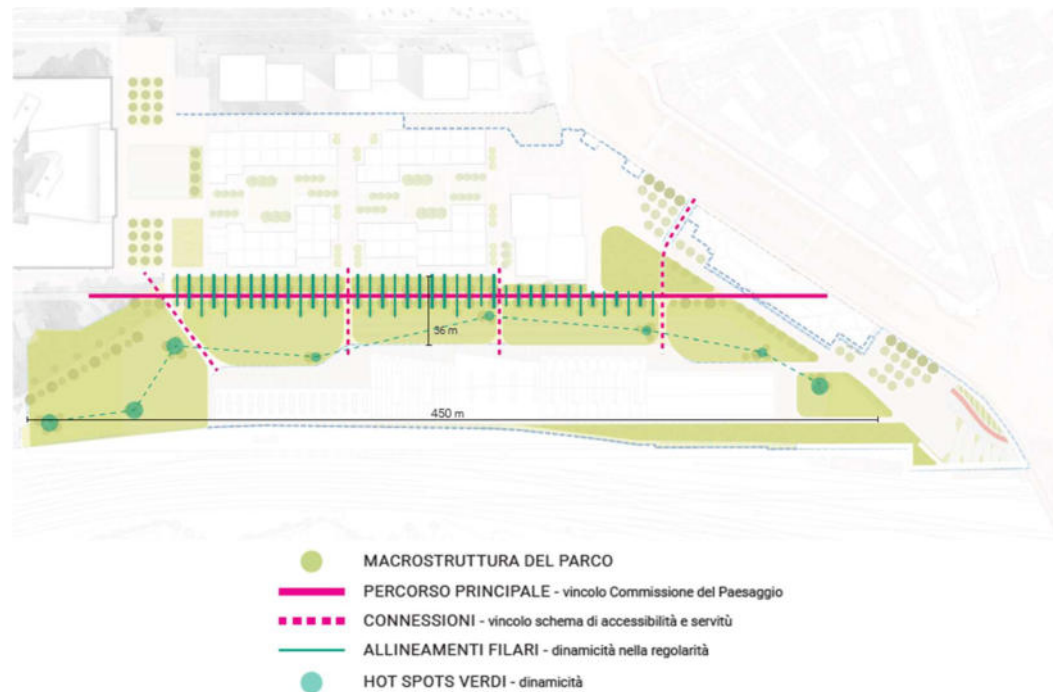 36 m
450 m
MACROSTRUTTURA DEL PARCO
PERCORSO PRINCIPALE - vincolo Commissione del Paesaggio
CONNESSIONI - vincolo schema di accessibilità e servitù
ALLINEAMENTI FILARI - dinamicità nella regolarità
HOT SPOTS VERDI - dinamicità